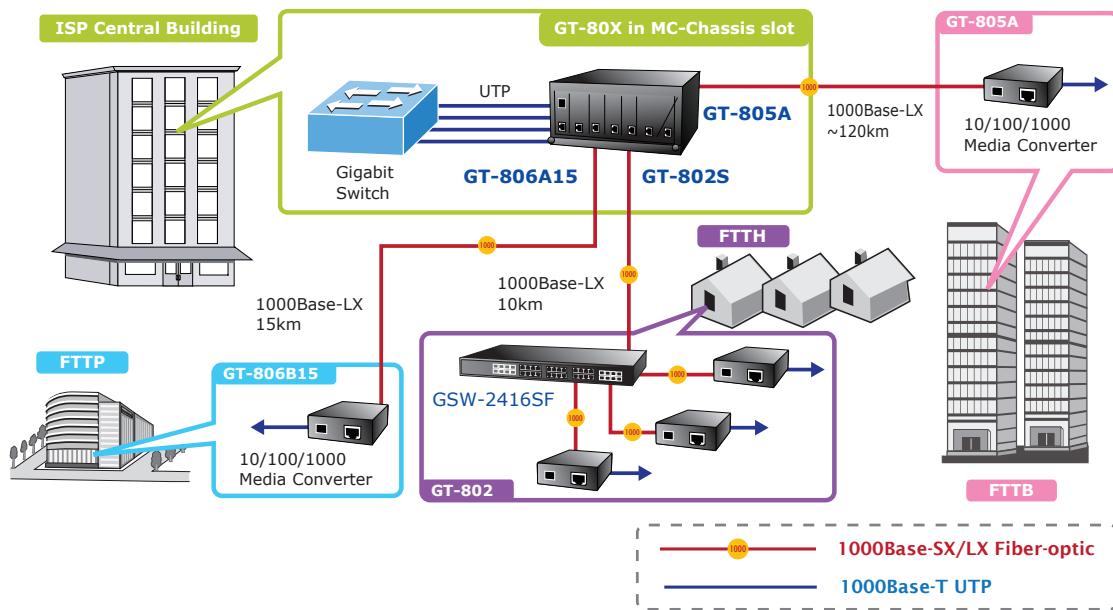 ISP Central Building
GT-80X in MC-Chassis slot
GT-805A
UTP
GT-805A
1000
1000Base-LX
~120km
10/100/1000
Media Converter
Gigabit
Switch
GT-806A15
GT-802S
FTTH
1000
1000
1000Base-LX
15km
1000Base-LX
10km
FTTP
GT-806B15
10/100/1000
Media Converter
GSW-2416SF
1000
1000
1000
GT-802
FTTB
1000
1000Base-SX/LX Fiber-optic
1000Base-T UTP